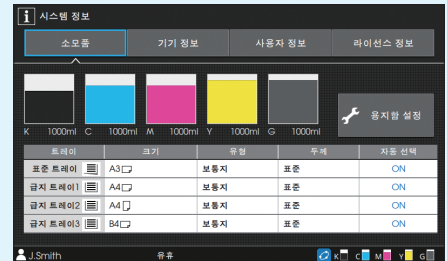 시스템 정보
소모품 기기 정보 사용자 정보 라이선스 정보
K 1000ml C 1000ml M 1000ml Y 1000ml G 1000ml
용지함 설정
트레이 크기 유형 두께 자동 선택
표준 트레이 A3 보통지 표준 ON
급지 트레이1 A4 보통지 표준 ON
급지 트레이2 A4 보통지 표준 ON
급지 트레이3 B4 보통지 표준 ON
J.Smith 유휴 K C M Y G